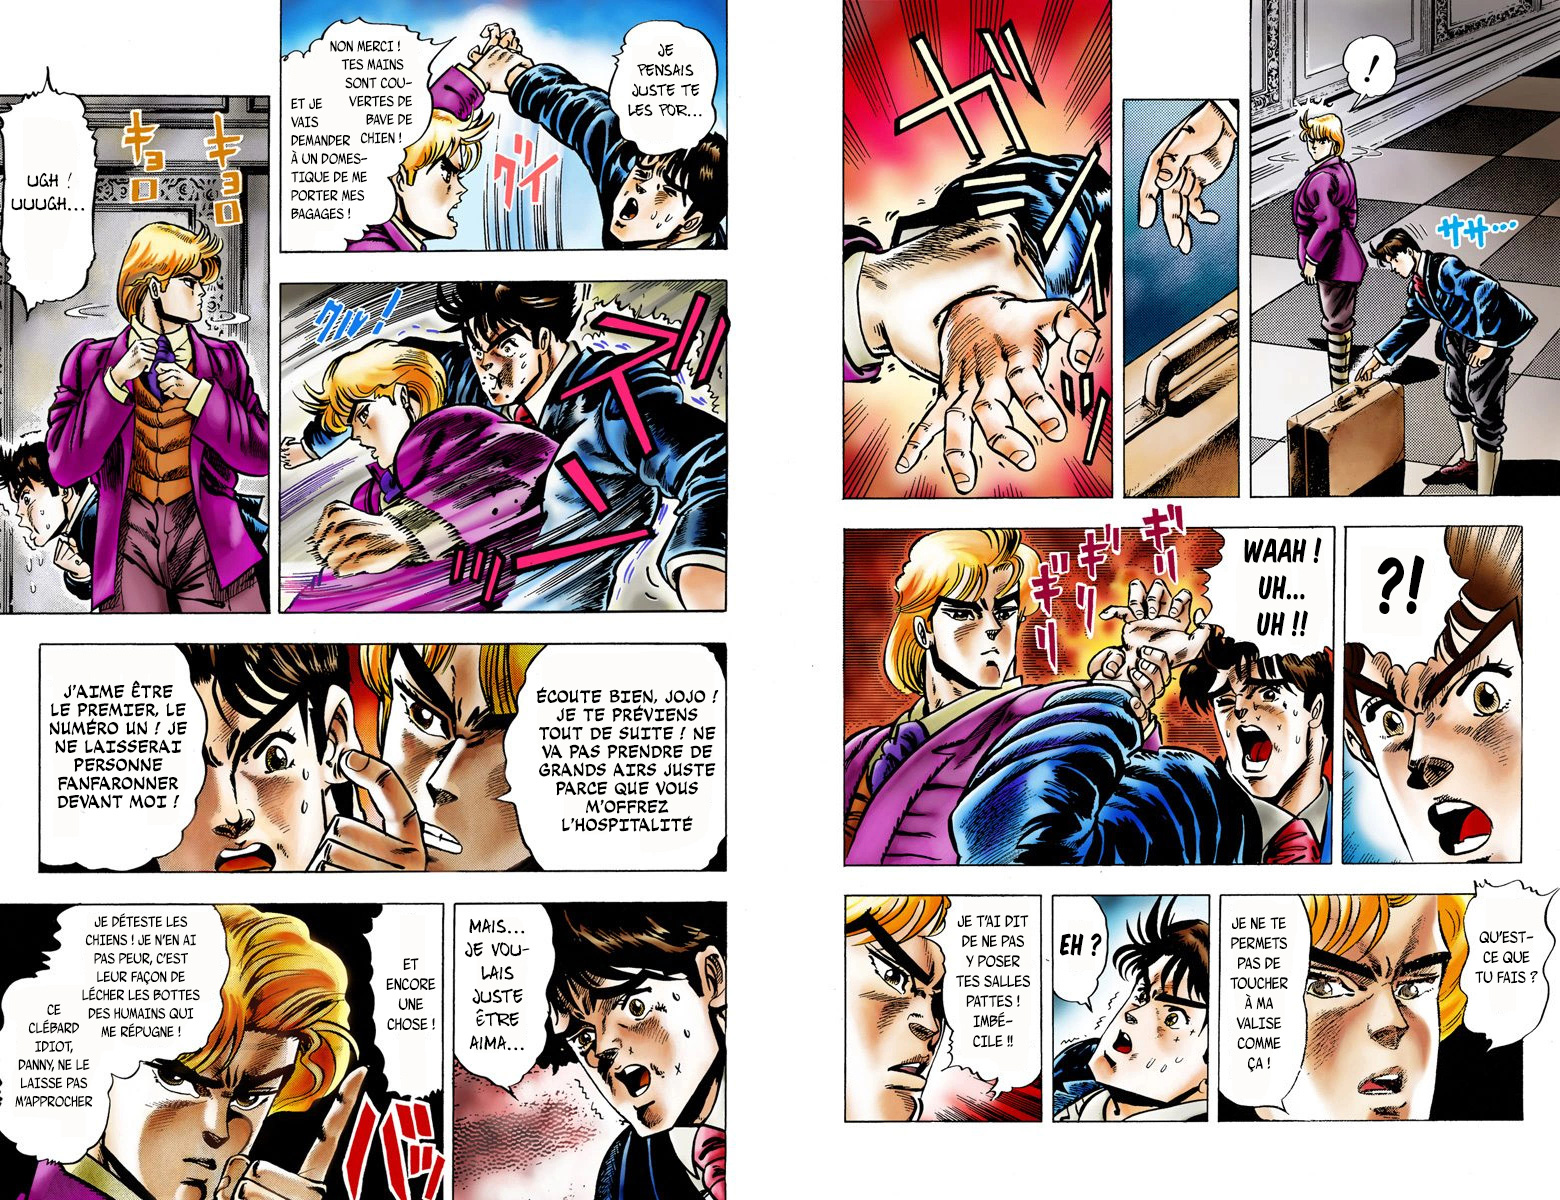 !
ササ…
ガッ
?!
WAAH !
UH...
UH !!
ギリ
ギリ
ギリ
QU'EST-
CE QUE
TU FAIS ?
JE NE TE
PERMETS
PAS DE
TOUCHER
À MA
VALISE
COMME
ÇA !
EH ?
JE T'AI DIT
DE NE PAS
Y POSER
TES SALLES
PATTES !
IMBÉ-
CILE !!
JE
PENSAIS
JUSTE TE
LES POR...
NON MERCI !
TES MAINS
SONT COU-
VERTES DE
BAVE DE
CHIEN !
ET JE
VAIS
DEMANDER
À UN DOMES-
TIQUE DE ME
PORTER MES
BAGAGES !
グイ
クル!
UGH !
UUUGH...
キョロ
キョロ
ÉCOUTE BIEN, JOJO !
JE TE PRÉVIENS
TOUT DE SUITE ! NE
VA PAS PRENDRE DE
GRANDS AIRS JUSTE
PARCE QUE VOUS
M'OFFREZ
L'HOSPITALITÉ
J'AIME ÊTRE
LE PREMIER, LE
NUMÉRO UN ! JE
NE LAISSERAI
PERSONNE
FANFARONNER
DEVANT MOI !
MAIS...
JE VOU-
LAIS
JUSTE
ÊTRE
AIMA...
ET
ENCORE
UNE
CHOSE !
JE DÉTESTE LES
CHIENS ! JE N'EN AI
PAS PEUR, C'EST
LEUR FAÇON DE
LÉCHER LES BOTTES
DES HUMAINS QUI
ME RÉPUGNE !
CE
CLÉBARD
IDIOT,
DANNY, NE LE
LAISSE PAS
M'APPROCHER
バッ